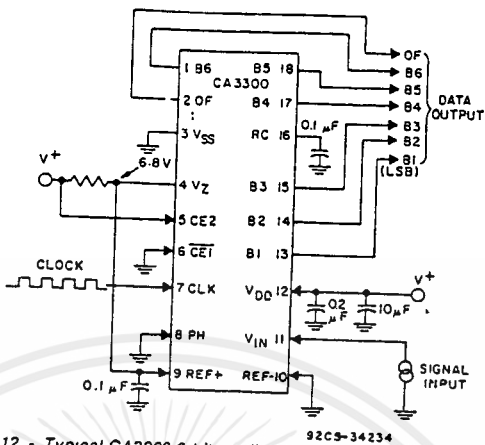 1 B6
2 OF
3 VSS
4 VZ
5 CE2
6 CE1
7 CLK
8 PH
9 REF+
CA3300
B5 18
B4 17
RC 16
B3 15
B2 14
B1 13
VDD 12
VIN 11
REF- 10
V+
6.8V
CLOCK
0.1 μF
0.1 μF
OF
B6
B5
B4
B3
B2
B1
(LSB)
DATA
OUTPUT
V+
0.2
μF
10μF
SIGNAL
INPUT
92CS-34234
12 - Typical